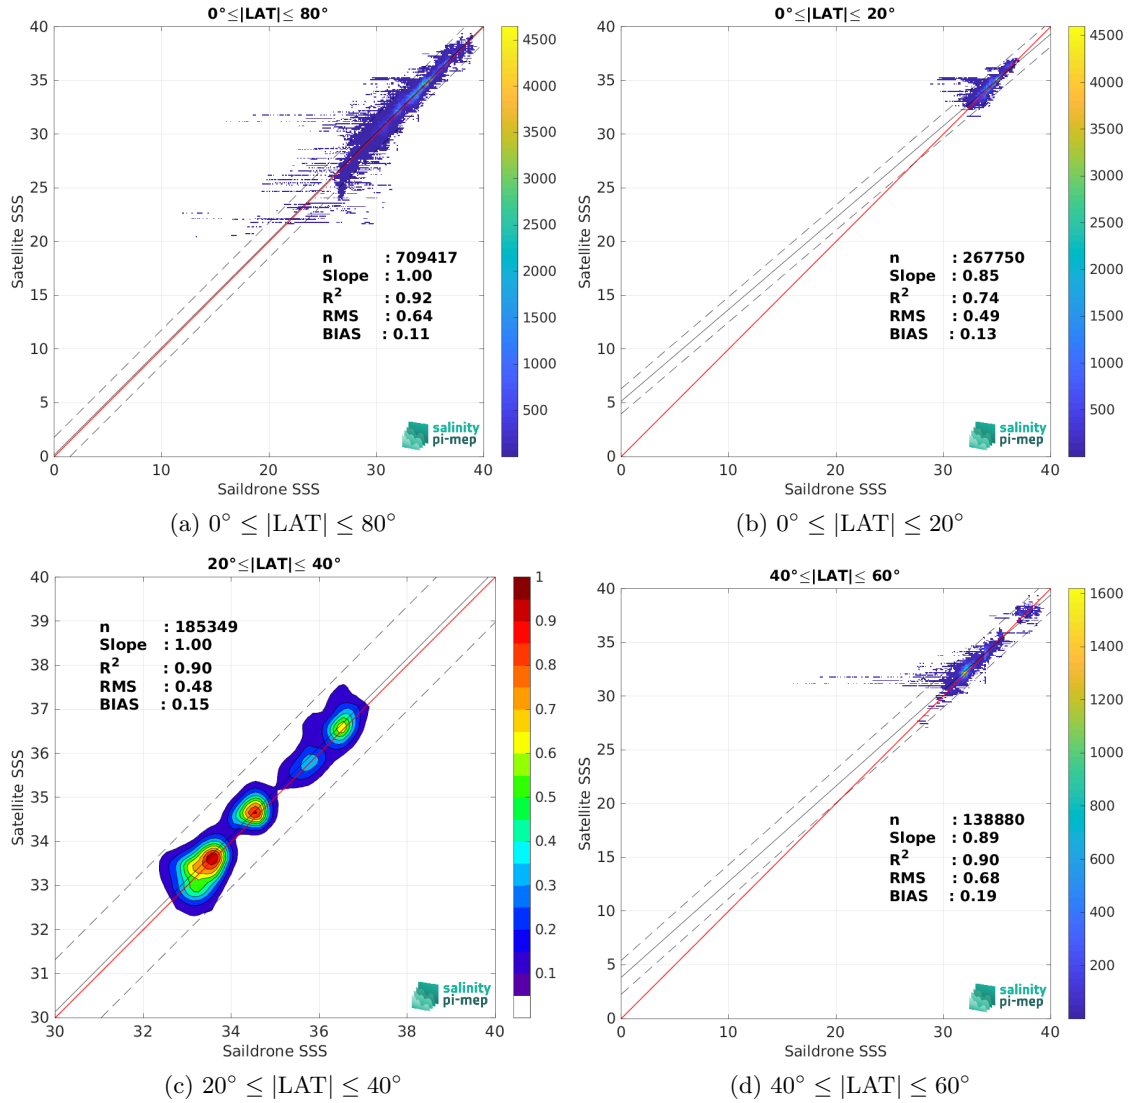 0°≤|LAT|≤ 80°
40
35
30
25
20
15
10
5
0
0
10
20
30
40
Satellite SSS
Saildrone SSS
n : 709417
Slope : 1.00
R² : 0.92
RMS : 0.64
BIAS : 0.11
salinity
pi-mep
4500
4000
3500
3000
2500
2000
1500
1000
500
(a) 0° ≤ |LAT| ≤ 80°
0°≤|LAT|≤ 20°
40
35
30
25
20
15
10
5
0
0
10
20
30
40
Satellite SSS
Saildrone SSS
n : 267750
Slope : 0.85
R² : 0.74
RMS : 0.49
BIAS : 0.13
salinity
pi-mep
4500
4000
3500
3000
2500
2000
1500
1000
500
(b) 0° ≤ |LAT| ≤ 20°
20°≤|LAT|≤ 40°
40
39
38
37
36
35
34
33
32
31
30
30
32
34
36
38
40
Satellite SSS
Saildrone SSS
n : 185349
Slope : 1.00
R² : 0.90
RMS : 0.48
BIAS : 0.15
salinity
pi-mep
1
0.9
0.8
0.7
0.6
0.5
0.4
0.3
0.2
0.1
(c) 20° ≤ |LAT| ≤ 40°
40°≤|LAT|≤ 60°
40
35
30
25
20
15
10
5
0
0
10
20
30
40
Satellite SSS
Saildrone SSS
n : 138880
Slope : 0.89
R² : 0.90
RMS : 0.68
BIAS : 0.19
salinity
pi-mep
1600
1400
1200
1000
800
600
400
200
(d) 40° ≤ |LAT| ≤ 60°